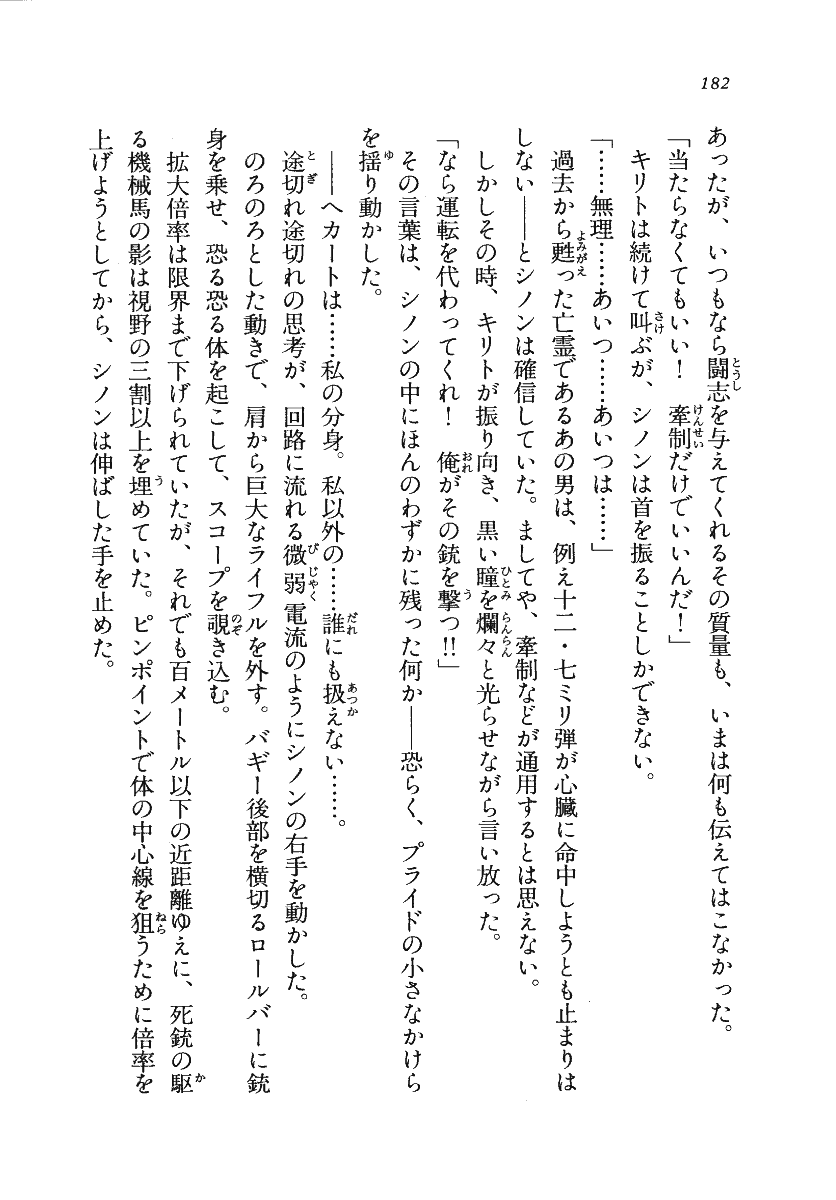 182
あったが、いつもなら闘志を与えてくれるその質量も、いまは何も伝えてはこなかった。
「当たらなくてもいい！　牽制だけでいいんだ！」
キリトは続けて叫ぶが、シノンは首を振ることしかできない。
「……無理……あいつ……あいつは……」
過去から甦った亡霊であるあの男は、例え十二・七ミリ弾が心臓に命中しようとも止まりは
しない――とシノンは確信していた。ましてや、牽制などが通用するとは思えない。
しかしその時、キリトが振り向き、黒い瞳を爛々と光らせながら言い放った。
「なら運転を代わってくれ！　俺がその銃を撃つ!!」
その言葉は、シノンの中にほんのわずかに残った何か――恐らく、プライドの小さなかけら
を揺り動かした。
――ヘカートは……私の分身。私以外の……誰にも扱えない……。
途切れ途切れの思考が、回路に流れる微弱電流のようにシノンの右手を動かした。
のろのろとした動きで、肩から巨大なライフルを外す。バギー後部を横切るロールバーに銃
身を乗せ、恐る恐る体を起こして、スコープを覗き込む。
拡大倍率は限界まで下げられていたが、それでも百メートル以下の近距離ゆえに、死銃の駆
る機械馬の影は視野の三割以上を埋めていた。ピンポイントで体の中心線を狙うために倍率を
上げようとしてから、シノンは伸ばした手を止めた。